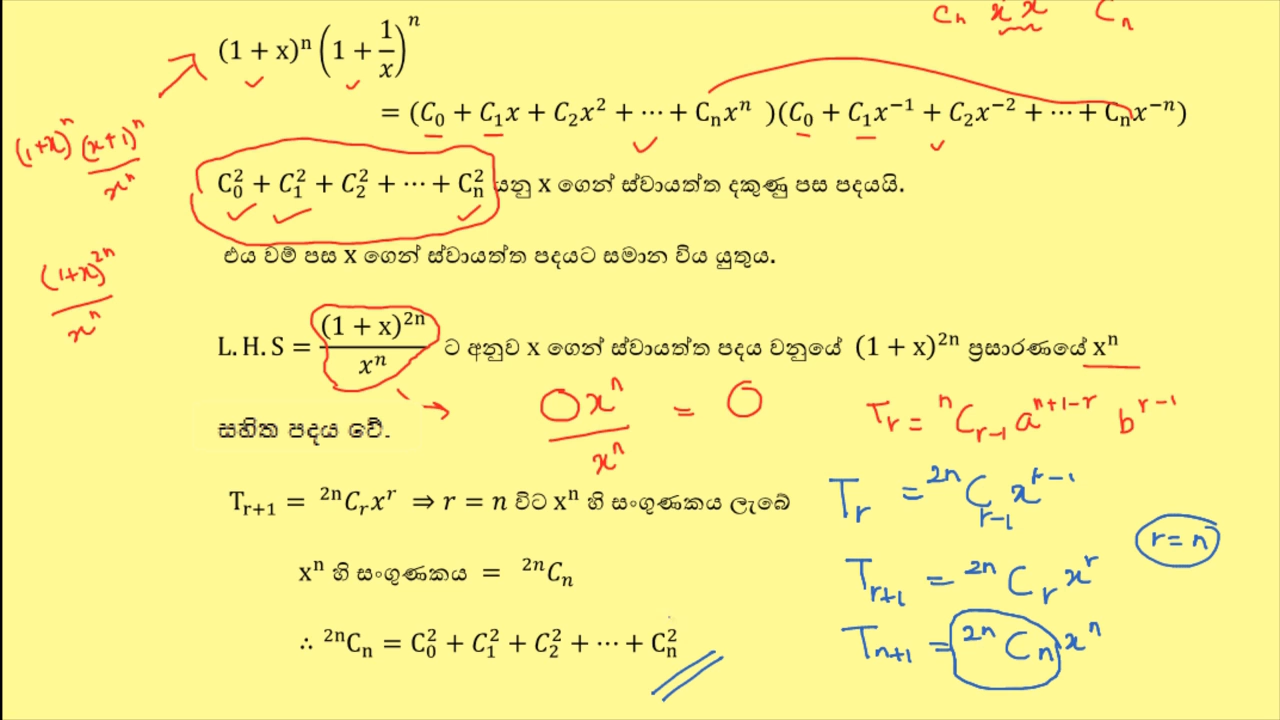 Cₙ x x Cₙ
(1 + x)ⁿ (1 + 1/x)ⁿ
= (C₀ + C₁x + C₂x² + ⋯ + Cₙxⁿ )(C₀ + C₁x⁻¹ + C₂x⁻² + ⋯ + Cₙx⁻ⁿ)
(1+x)ⁿ (x+1)ⁿ / xⁿ
C₀² + C₁² + C₂² + ⋯ + Cₙ² යනු x ගෙන් ස්වායත්ත දකුණු පස පදයයි.
එය වම් පස x ගෙන් ස්වායත්ත පදයට සමාන විය යුතුය.
(1+x)²ⁿ / xⁿ
L. H. S = (1 + x)²ⁿ / xⁿ ට අනුව x ගෙන් ස්වායත්ත පදය වනුයේ (1 + x)²ⁿ ප්‍රසාරණයේ xⁿ
සහිත පදය වේ.
Oxⁿ / xⁿ = O
Tᵣ = ⁿCᵣ₋₁ aⁿ⁺¹⁻ʳ bʳ⁻¹
Tᵣ₊₁ = ²ⁿCᵣxʳ ⇒ r = n විට xⁿ හි සංගුණකය ලැබේ
Tᵣ = ²ⁿCᵣ₋₁ xʳ⁻¹
r = n
xⁿ හි සංගුණකය = ²ⁿCₙ
Tᵣ₊₁ = ²ⁿCᵣ xʳ
∴ ²ⁿCₙ = C₀² + C₁² + C₂² + ⋯ + Cₙ²
Tₙ₊₁ = ²ⁿCₙ xⁿ